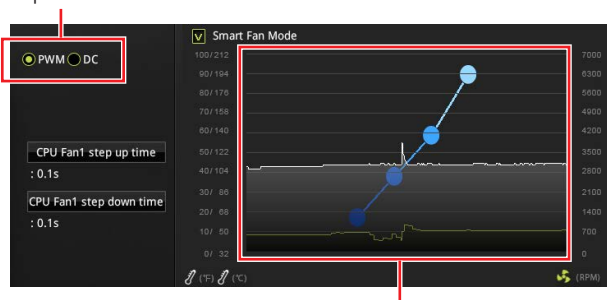 Smart Fan Mode
PWM DC
100/212 7000
90/194 6300
80/176 5600
70/158 4900
60/140 4200
50/122 3500
40/104 2800
30/ 86 2100
20/ 68 1400
10/ 50 700
0/ 32 0
CPU Fan1 step up time
: 0.1s
CPU Fan1 step down time
: 0.1s
(°F) (°C) (RPM)